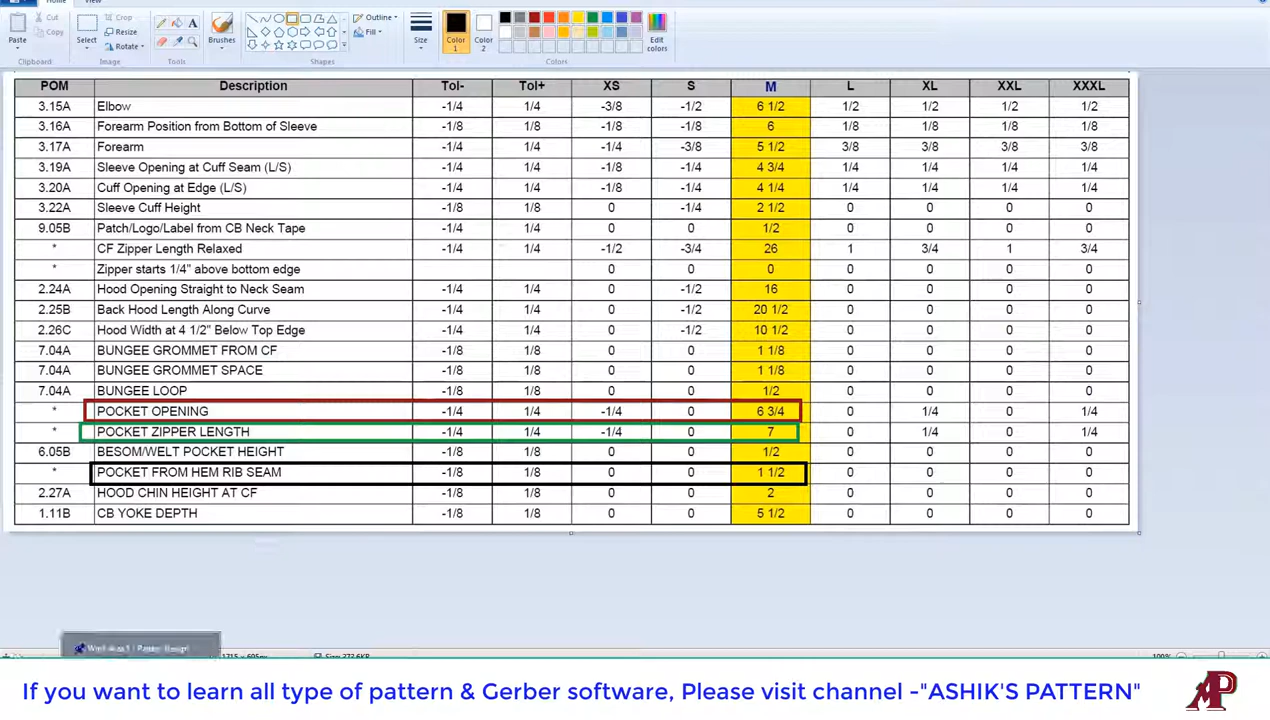 Home View
Paste
Cut
Copy
Clipboard
Select
Crop
Resize
Rotate
Image
A
Tools
Brushes
Outline
Fill
Shapes
Size
Color 1
Color 2
Edit colors
Colors
POM Description Tol- Tol+ XS S M L XL XXL XXXL
3.15A Elbow -1/4 1/4 -3/8 -1/2 6 1/2 1/2 1/2 1/2 1/2
3.16A Forearm Position from Bottom of Sleeve -1/8 1/8 -1/8 -1/8 6 1/8 1/8 1/8 1/8
3.17A Forearm -1/4 1/4 -1/4 -3/8 5 1/2 3/8 3/8 3/8 3/8
3.19A Sleeve Opening at Cuff Seam (L/S) -1/4 1/4 -1/8 -1/4 4 3/4 1/4 1/4 1/4 1/4
3.20A Cuff Opening at Edge (L/S) -1/4 1/4 -1/8 -1/4 4 1/4 1/4 1/4 1/4 1/4
3.22A Sleeve Cuff Height -1/8 1/8 0 -1/4 2 1/2 0 0 0 0
9.05B Patch/Logo/Label from CB Neck Tape -1/4 1/4 0 0 1/2 0 0 0 0
* CF Zipper Length Relaxed -1/4 1/4 -1/2 -3/4 26 1 3/4 1 3/4
* Zipper starts 1/4" above bottom edge 0 0 0 0 0 0 0
2.24A Hood Opening Straight to Neck Seam -1/4 1/4 0 -1/2 16 0 0 0 0
2.25B Back Hood Length Along Curve -1/4 1/4 0 -1/2 20 1/2 0 0 0 0
2.26C Hood Width at 4 1/2" Below Top Edge -1/4 1/4 0 -1/2 10 1/2 0 0 0 0
7.04A BUNGEE GROMMET FROM CF -1/8 1/8 0 0 1 1/8 0 0 0 0
7.04A BUNGEE GROMMET SPACE -1/8 1/8 0 0 1 1/8 0 0 0 0
7.04A BUNGEE LOOP -1/8 1/8 0 0 1/2 0 0 0 0
* POCKET OPENING -1/4 1/4 -1/4 0 6 3/4 0 1/4 0 1/4
* POCKET ZIPPER LENGTH -1/4 1/4 -1/4 0 7 0 1/4 0 1/4
6.05B BESOM/WELT POCKET HEIGHT -1/8 1/8 0 0 1/2 0 0 0 0
* POCKET FROM HEM RIB SEAM -1/8 1/8 0 0 1 1/2 0 0 0 0
2.27A HOOD CHIN HEIGHT AT CF -1/8 1/8 0 0 2 0 0 0 0
1.11B CB YOKE DEPTH -1/8 1/8 0 0 5 1/2 0 0 0 0
Pattern Design
100%
If you want to learn all type of pattern & Gerber software, Please visit channel -"ASHIK'S PATTERN"
AP